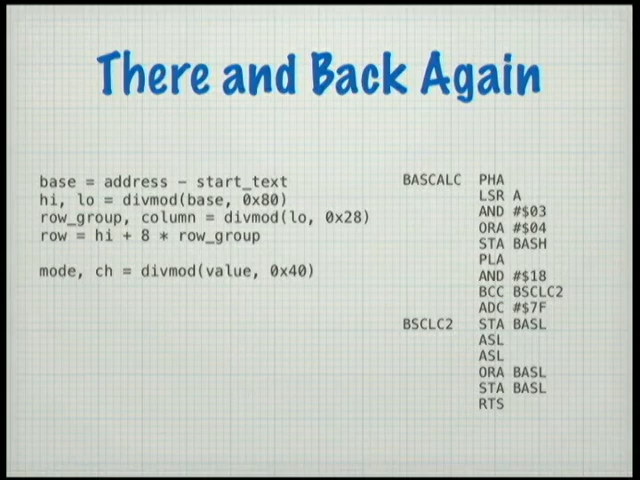 There and Back Again
base = address - start_text
hi, lo = divmod(base, 0x80)
row_group, column = divmod(lo, 0x28)
row = hi + 8 * row_group
mode, ch = divmod(value, 0x40)
BASCALC PHA
LSR A
AND #$03
ORA #$04
STA BASH
PLA
AND #$18
BCC BSCLC2
ADC #$7F
BSCLC2 STA BASL
ASL
ASL
ORA BASL
STA BASL
RTS